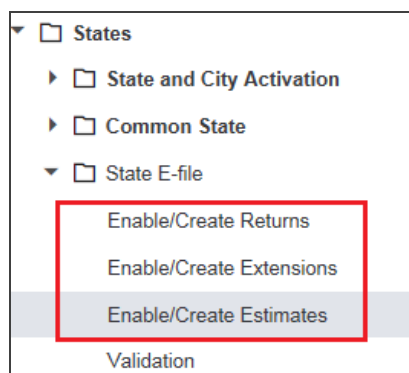 States
State and City Activation
Common State
State E-file
Enable/Create Returns
Enable/Create Extensions
Enable/Create Estimates
Validation